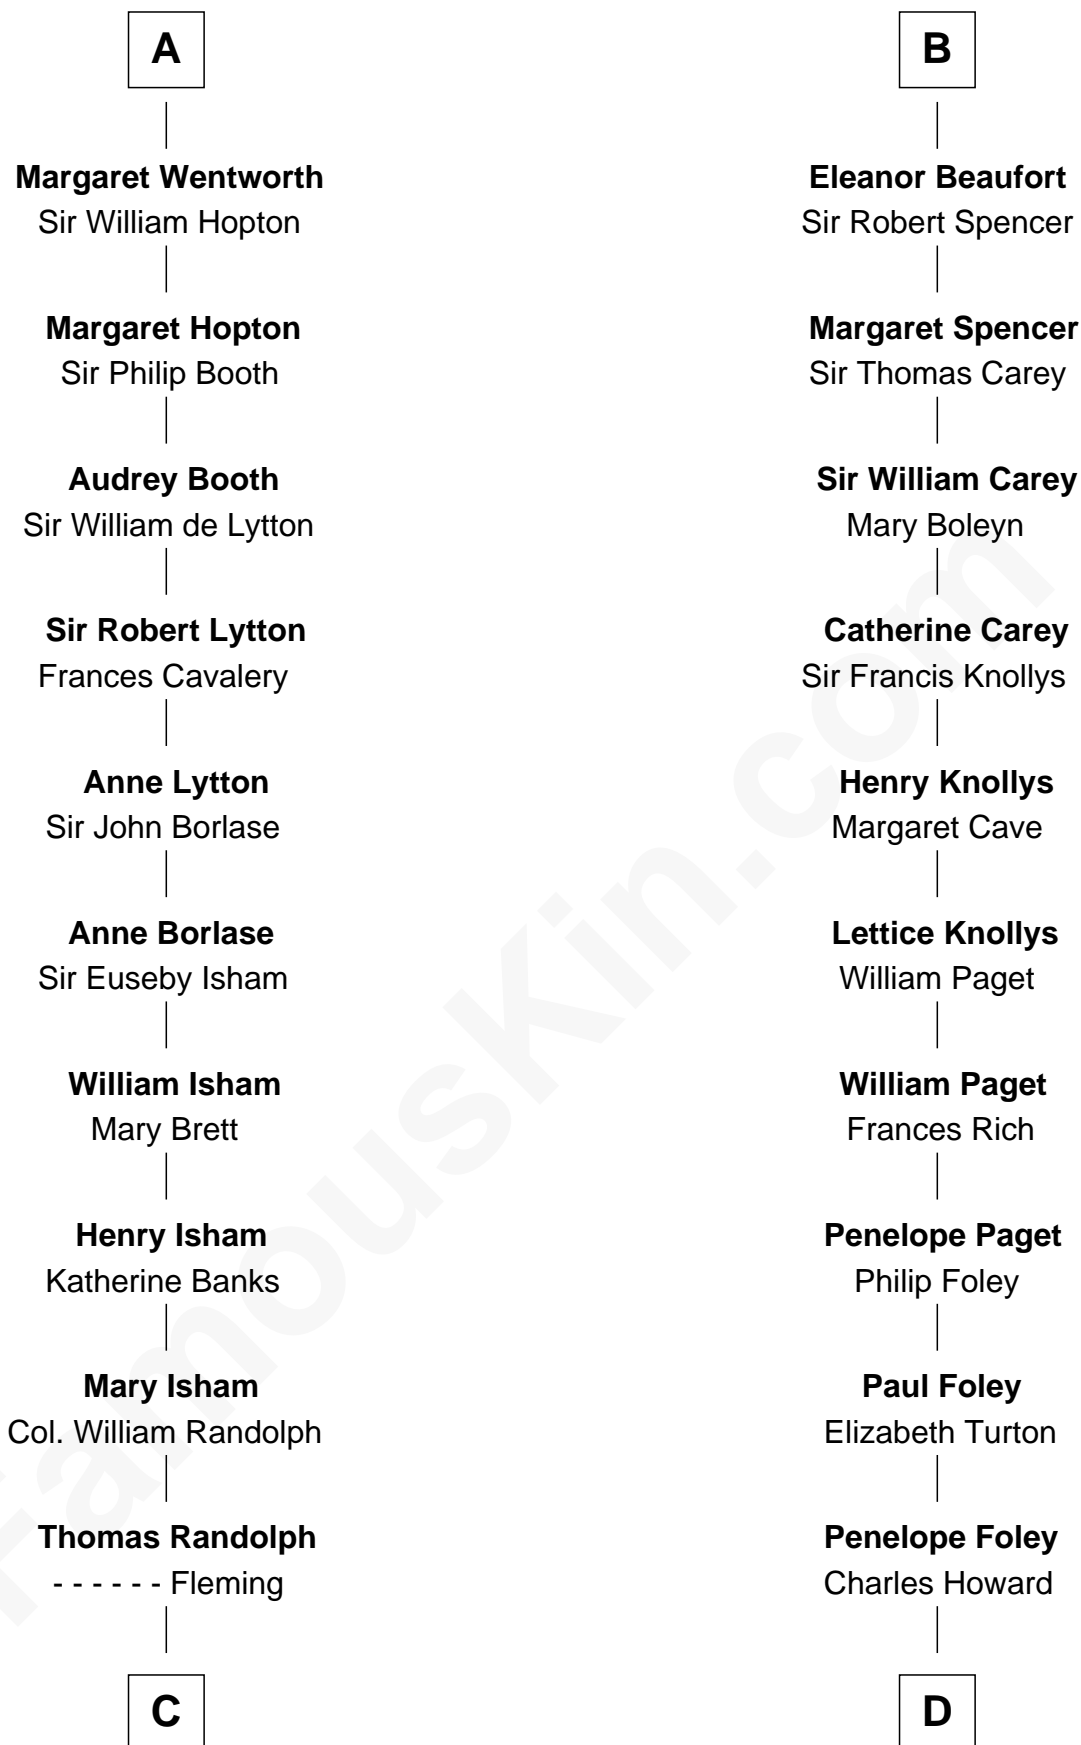 A
Margaret Wentworth
Sir William Hopton
Margaret Hopton
Sir Philip Booth
Audrey Booth
Sir William de Lytton
Sir Robert Lytton
Frances Cavalery
Anne Lytton
Sir John Borlase
Anne Borlase
Sir Euseby Isham
William Isham
Mary Brett
Henry Isham
Katherine Banks
Mary Isham
Col. William Randolph
Thomas Randolph
- - - - - - Fleming
C
B
Eleanor Beaufort
Sir Robert Spencer
Margaret Spencer
Sir Thomas Carey
Sir William Carey
Mary Boleyn
Catherine Carey
Sir Francis Knollys
Henry Knollys
Margaret Cave
Lettice Knollys
William Paget
William Paget
Frances Rich
Penelope Paget
Philip Foley
Paul Foley
Elizabeth Turton
Penelope Foley
Charles Howard
D
FamousKin.com